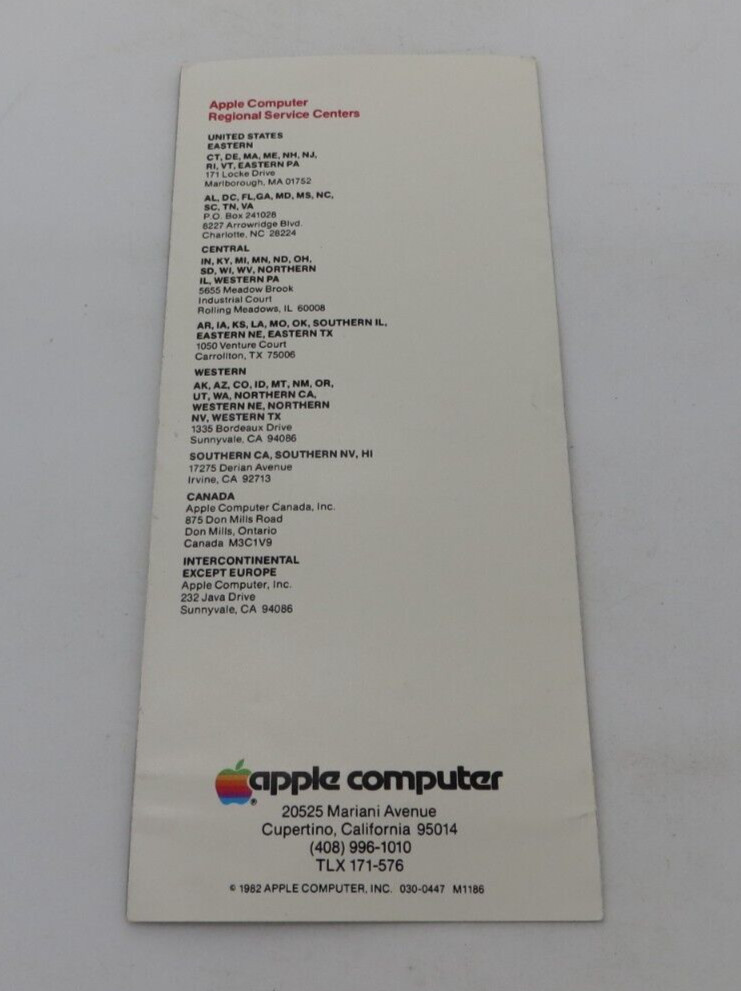 Apple Computer
Regional Service Centers
UNITED STATES
EASTERN
CT, DE, MA, ME, NH, NJ,
RI, VT, EASTERN PA
171 Locke Drive
Marlborough, MA 01752
AL, DC, FL,GA, MD, MS, NC,
SC, TN, VA
P.O. Box 241028
8227 Arrowridge Blvd.
Charlotte, NC 28224
CENTRAL
IN, KY, MI, MN, ND, OH,
SD, WI, WV, NORTHERN
IL, WESTERN PA
5655 Meadow Brook
Industrial Court
Rolling Meadows, IL 60008
AR, IA, KS, LA, MO, OK, SOUTHERN IL,
EASTERN NE, EASTERN TX
1050 Venture Court
Carrollton, TX 75006
WESTERN
AK, AZ, CO, ID, MT, NM, OR,
UT, WA, NORTHERN CA,
WESTERN NE, NORTHERN
NV, WESTERN TX
1335 Bordeaux Drive
Sunnyvale, CA 94086
SOUTHERN CA, SOUTHERN NV, HI
17275 Derian Avenue
Irvine, CA 92713
CANADA
Apple Computer Canada, Inc.
875 Don Mills Road
Don Mills, Ontario
Canada M3C1V9
INTERCONTINENTAL
EXCEPT EUROPE
Apple Computer, Inc.
232 Java Drive
Sunnyvale, CA 94086
apple computer
®
20525 Mariani Avenue
Cupertino, California 95014
(408) 996-1010
TLX 171-576
© 1982 APPLE COMPUTER, INC. 030-0447 M1186